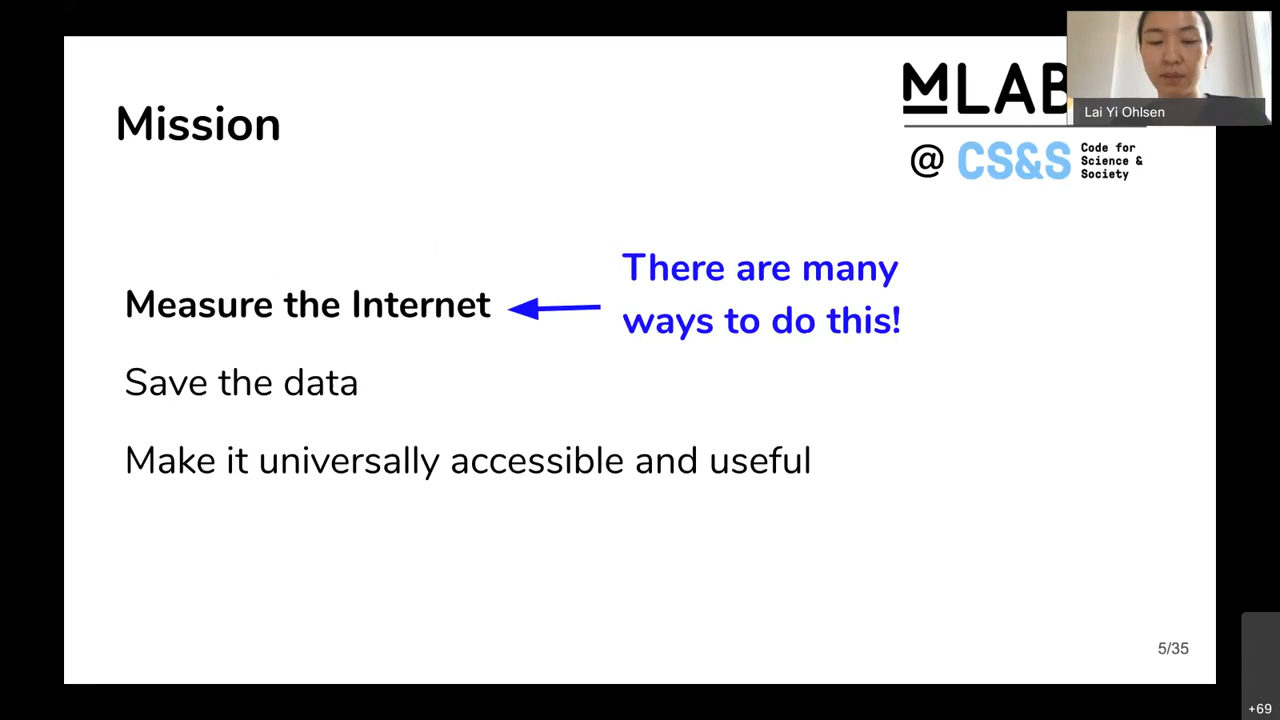 Mission
MLAB
@ CS&S
Code for
Science &
Society
Lai Yi Ohlsen
There are many
ways to do this!
Measure the Internet
Save the data
Make it universally accessible and useful
5/35
+69